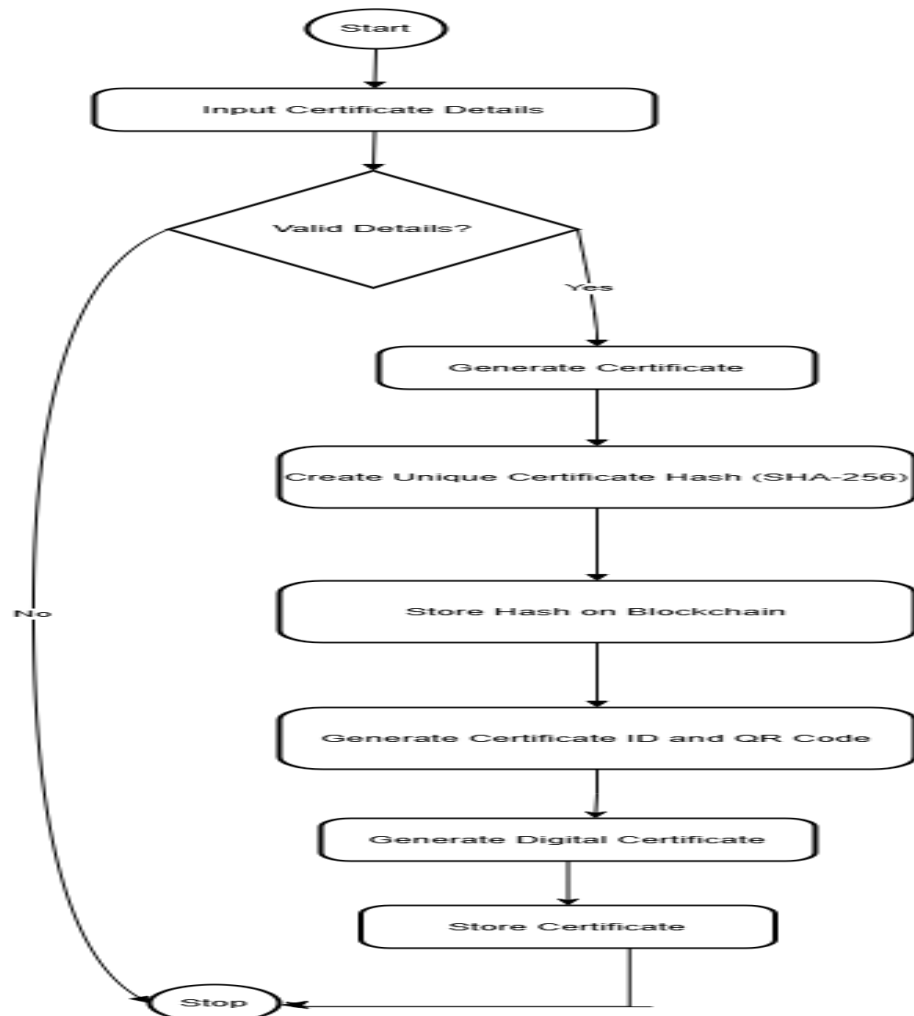 Start
Input Certificate Details
Valid Details?
Yes
Generate Certificate
Create Unique Certificate Hash (SHA-256)
Store Hash on Blockchain
No
Generate Certificate ID and QR Code
Generate Digital Certificate
Store Certificate
Stop